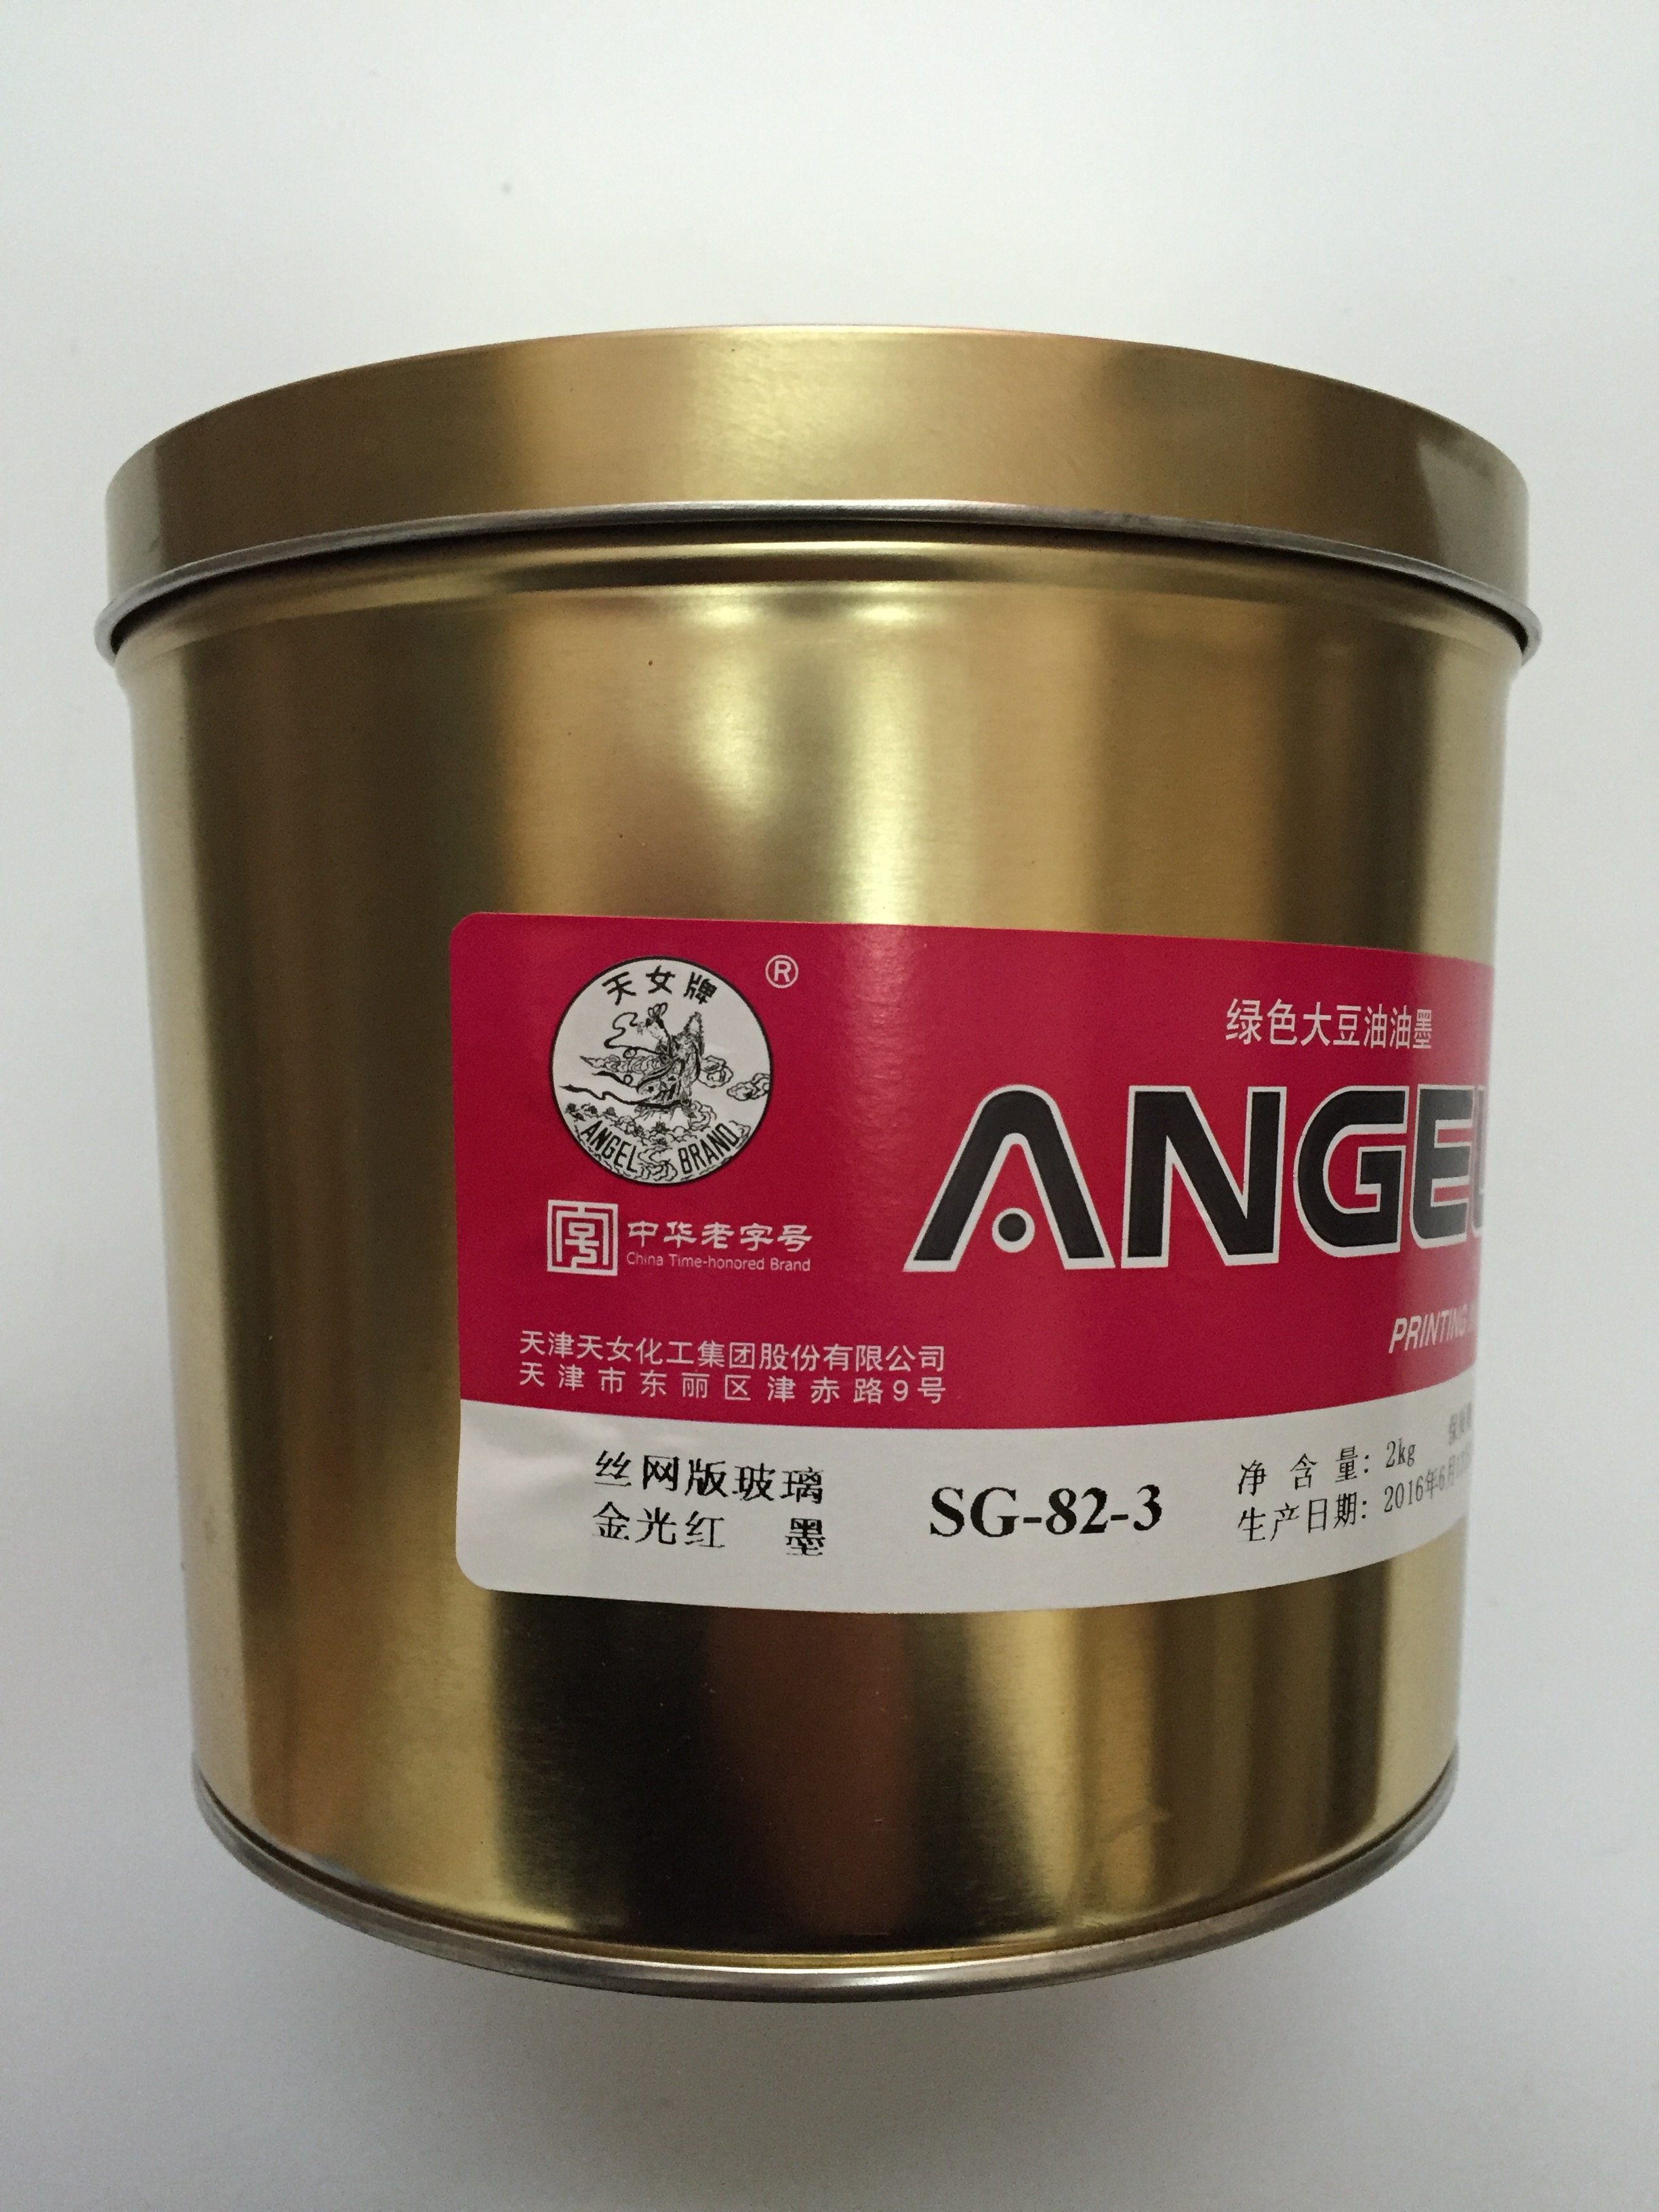 天女牌
ANGEL BRAND
®
中华老字号
China Time-honored Brand
绿色大豆油油墨
ANGEL
PRINTING
天津天女化工集团股份有限公司
天津市东丽区津赤路9号
丝网版玻璃
金光红 墨
SG-82-3
净含量: 2kg
生产日期: 2016年6月